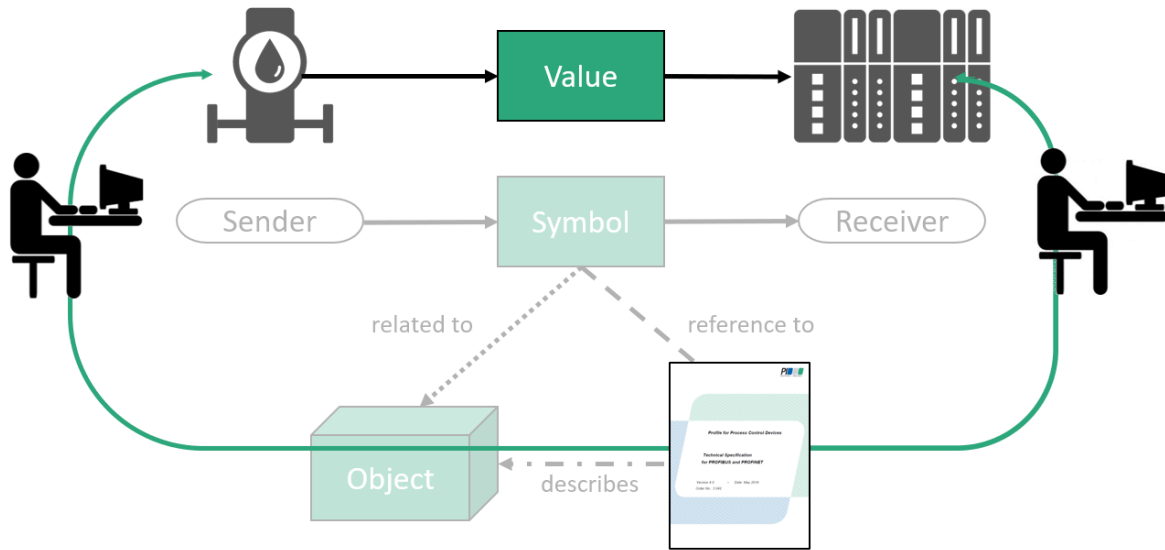 Value
Sender
Symbol
Receiver
related to
reference to
PI
Profile for Process Control Devices
Technical Specification
for PROFIBUS and PROFINET
Object
describes